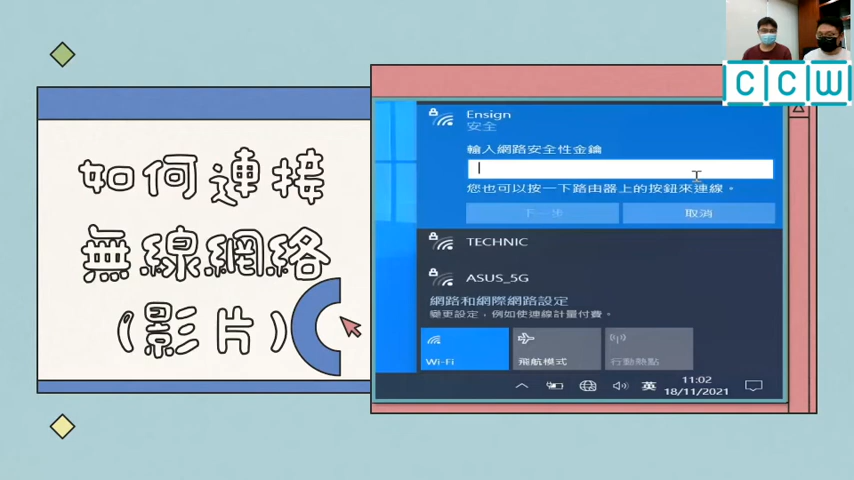 CCW
如何連接
無線網絡
(影片)
Ensign
安全
輸入網路安全性金鑰
您也可以按一下路由器上的按鈕來連線。
下一步
取消
TECHNIC
ASUS_5G
網路和網際網路設定
變更設定，例如使連線計量付費。
Wi-Fi
飛航模式
行動熱點
英
11:02
18/11/2021